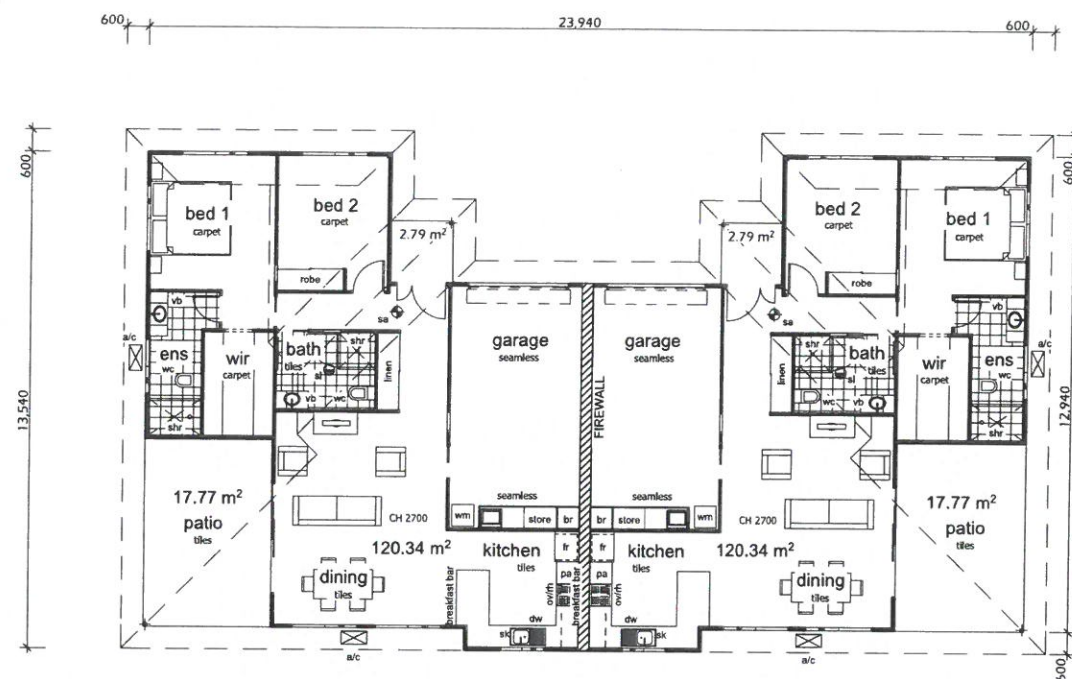 600
23,940
600
600
600
13,540
12,940
600
bed 1
carpet
bed 2
carpet
robe
2.79 m²
2.79 m²
bed 2
carpet
bed 1
carpet
robe
vb
a/c
ens
wc
shr
wir
carpet
bath
tiles
shr
sl
wc
vb
linen
sa
garage
seamless
FIREWALL
garage
seamless
sa
linen
shr
bath
tiles
sl
wc
vb
wir
carpet
vb
ens
wc
shr
a/c
17.77 m²
patio
tiles
CH 2700
120.34 m²
dining
tiles
breakfast bar
seamless
wm
store
br
kitchen
tiles
fr
pa
ov/rh
breakfast bar
dw
sk
a/c
seamless
br
store
wm
fr
kitchen
tiles
pa
ov/rh
dw
sk
CH 2700
120.34 m²
dining
tiles
a/c
17.77 m²
patio
tiles